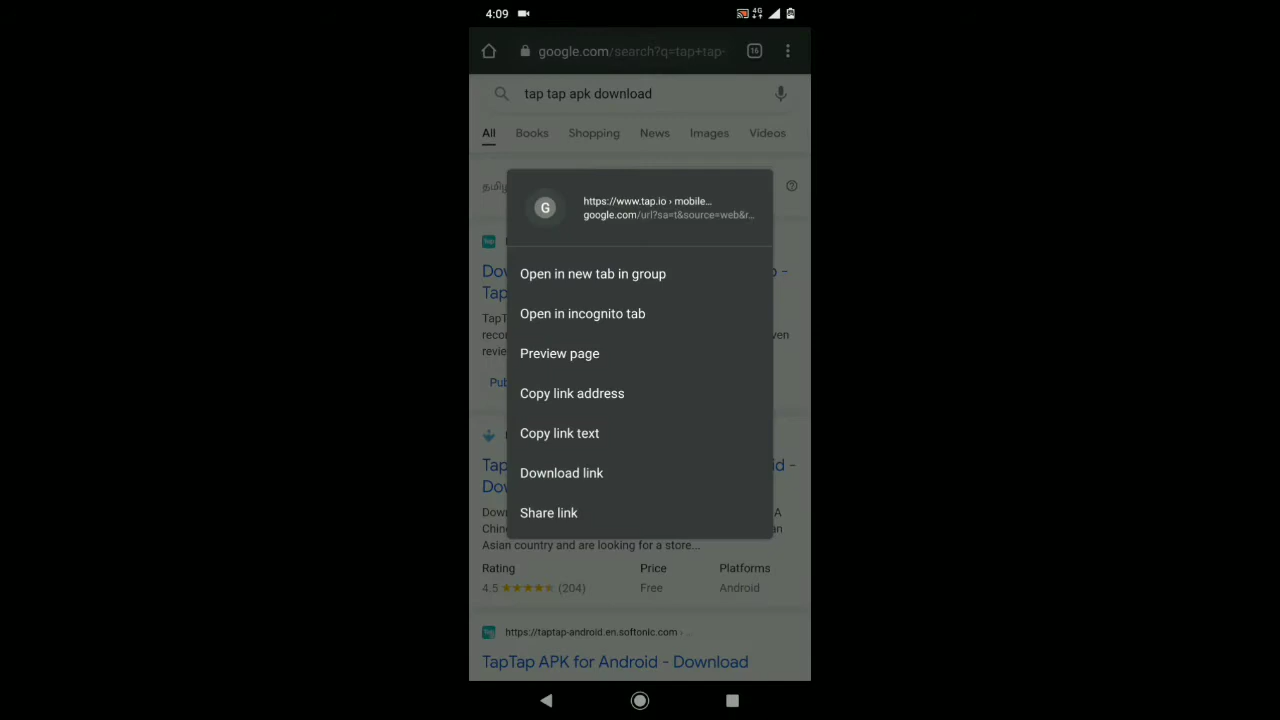 4:09
4G
google.com/search?q=tap+tap-
16
tap tap apk download
All Books Shopping News Images Videos
https://www.tap.io › mobile...
G
google.com/url?sa=t&source=web&r...
Open in new tab in group
Open in incognito tab
Preview page
Copy link address
Copy link text
Download link
Share link
Asian country and are looking for a store...
Rating Price Platforms
4.5 ★★★★★ (204) Free Android
https://taptap-android.en.softonic.com › ..
TapTap APK for Android - Download